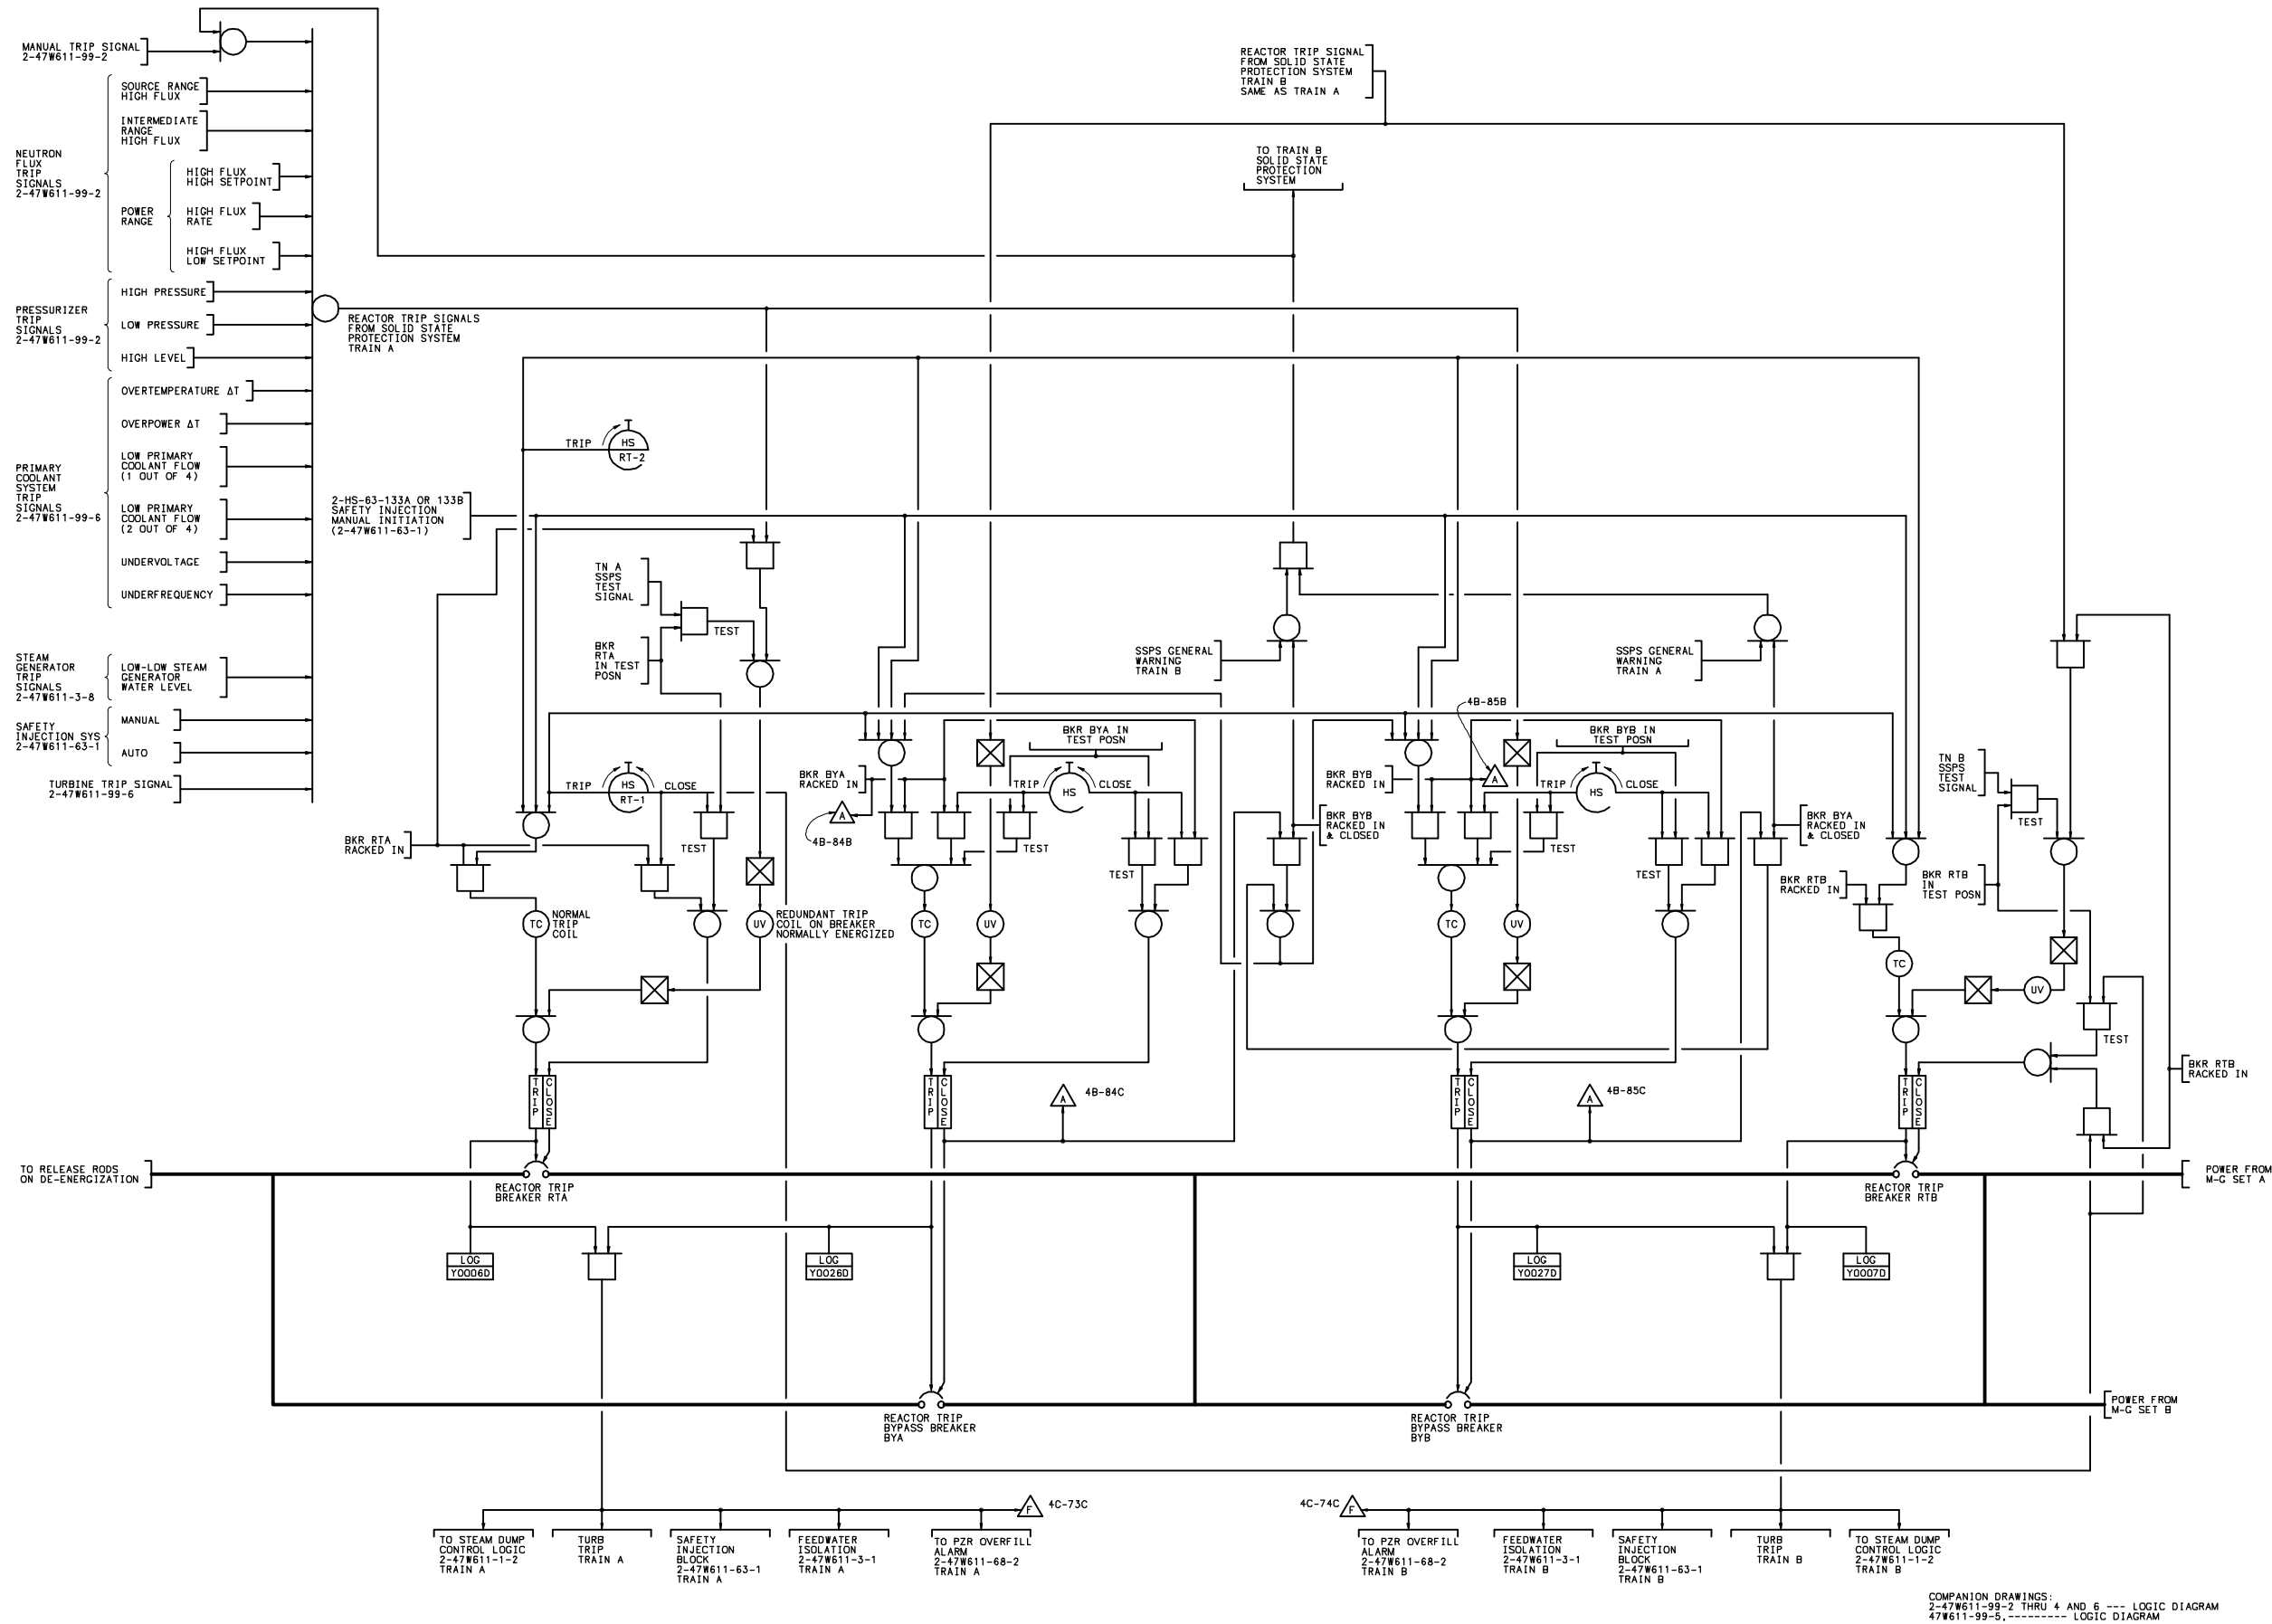 MANUAL TRIP SIGNAL
2-47W611-99-2
NEUTRON
FLUX
TRIP
SIGNALS
2-47W611-99-2
SOURCE RANGE
HIGH FLUX
INTERMEDIATE
RANGE
HIGH FLUX
POWER
RANGE
HIGH FLUX
HIGH SETPOINT
HIGH FLUX
RATE
HIGH FLUX
LOW SETPOINT
PRESSURIZER
TRIP
SIGNALS
2-47W611-99-2
HIGH PRESSURE
LOW PRESSURE
HIGH LEVEL
PRIMARY
COOLANT
SYSTEM
TRIP
SIGNALS
2-47W611-99-6
OVERTEMPERATURE ΔT
OVERPOWER ΔT
LOW PRIMARY
COOLANT FLOW
(1 OUT OF 4)
LOW PRIMARY
COOLANT FLOW
(2 OUT OF 4)
UNDERVOLTAGE
UNDERFREQUENCY
STEAM
GENERATOR
TRIP
SIGNALS
2-47W611-3-8
LOW-LOW STEAM
GENERATOR
WATER LEVEL
SAFETY
INJECTION SYS
2-47W611-63-1
MANUAL
AUTO
TURBINE TRIP SIGNAL
2-47W611-99-6
REACTOR TRIP SIGNALS
FROM SOLID STATE
PROTECTION SYSTEM
TRAIN A
REACTOR TRIP SIGNAL
FROM SOLID STATE
PROTECTION SYSTEM
TRAIN B
SAME AS TRAIN A
TO TRAIN B
SOLID STATE
PROTECTION
SYSTEM
TRIP
HS
RT-2
2-HS-63-133A OR 133B
SAFETY INJECTION
MANUAL INITIATION
(2-47W611-63-1)
TN A
SSPS
TEST
SIGNAL
TEST
BKR
RTA
IN TEST
POSN
SSPS GENERAL
WARNING
TRAIN B
SSPS GENERAL
WARNING
TRAIN A
4B-85B
BKR BYA IN
TEST POSN
BKR BYB IN
TEST POSN
TRIP
HS
RT-1
CLOSE
BKR BYA
RACKED IN
A
4B-84B
TRIP
HS
CLOSE
BKR BYB
RACKED IN
A
TRIP
HS
CLOSE
TN B
SSPS
TEST
SIGNAL
TEST
BKR RTA
RACKED IN
TEST
TEST
TEST
BKR BYB
RACKED IN
& CLOSED
TEST
TEST
BKR BYA
RACKED IN
& CLOSED
BKR RTB
RACKED IN
BKR RTB
IN
TEST POSN
TC
NORMAL
TRIP
COIL
UV
REDUNDANT TRIP
COIL ON BREAKER
NORMALLY ENERGIZED
TC
UV
TC
UV
TC
UV
TEST
BKR RTB
RACKED IN
TRIP
CLOSE
TRIP
CLOSE
A
4B-84C
TRIP
CLOSE
A
4B-85C
TRIP
CLOSE
TO RELEASE RODS
ON DE-ENERGIZATION
REACTOR TRIP
BREAKER RTA
REACTOR TRIP
BREAKER RTB
POWER FROM
M-G SET A
LOG
Y0006D
LOG
Y0026D
LOG
Y0027D
LOG
Y0007D
REACTOR TRIP
BYPASS BREAKER
BYA
REACTOR TRIP
BYPASS BREAKER
BYB
POWER FROM
M-G SET B
F
4C-73C
4C-74C
F
TO STEAM DUMP
CONTROL LOGIC
2-47W611-1-2
TRAIN A
TURB
TRIP
TRAIN A
SAFETY
INJECTION
BLOCK
2-47W611-63-1
TRAIN A
FEEDWATER
ISOLATION
2-47W611-3-1
TRAIN A
TO PZR OVERFILL
ALARM
2-47W611-68-2
TRAIN A
TO PZR OVERFILL
ALARM
2-47W611-68-2
TRAIN B
FEEDWATER
ISOLATION
2-47W611-3-1
TRAIN B
SAFETY
INJECTION
BLOCK
2-47W611-63-1
TRAIN B
TURB
TRIP
TRAIN B
TO STEAM DUMP
CONTROL LOGIC
2-47W611-1-2
TRAIN B
COMPANION DRAWINGS:
2-47W611-99-2 THRU 4 AND 6 --- LOGIC DIAGRAM
47W611-99-5,--------- LOGIC DIAGRAM